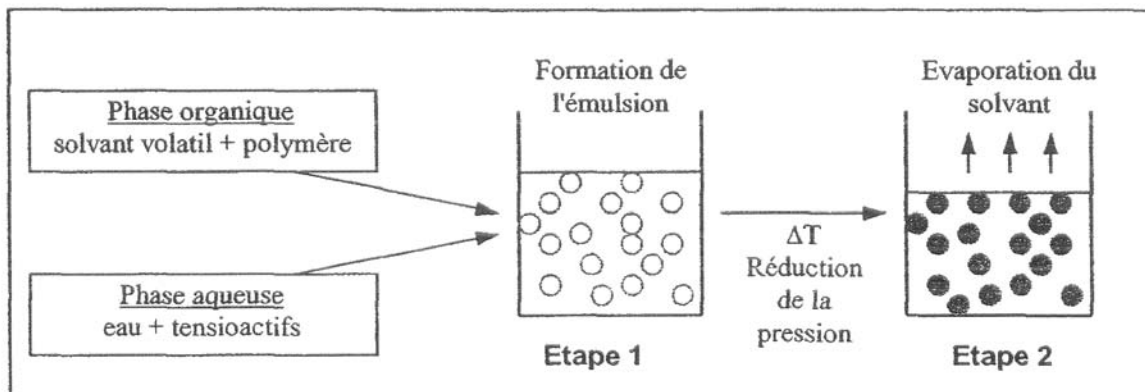 Phase organique
solvant volatil + polymère
Phase aqueuse
eau + tensioactifs
Formation de
l'émulsion
Etape 1
ΔT
Réduction
de la
pression
Evaporation du
solvant
Etape 2